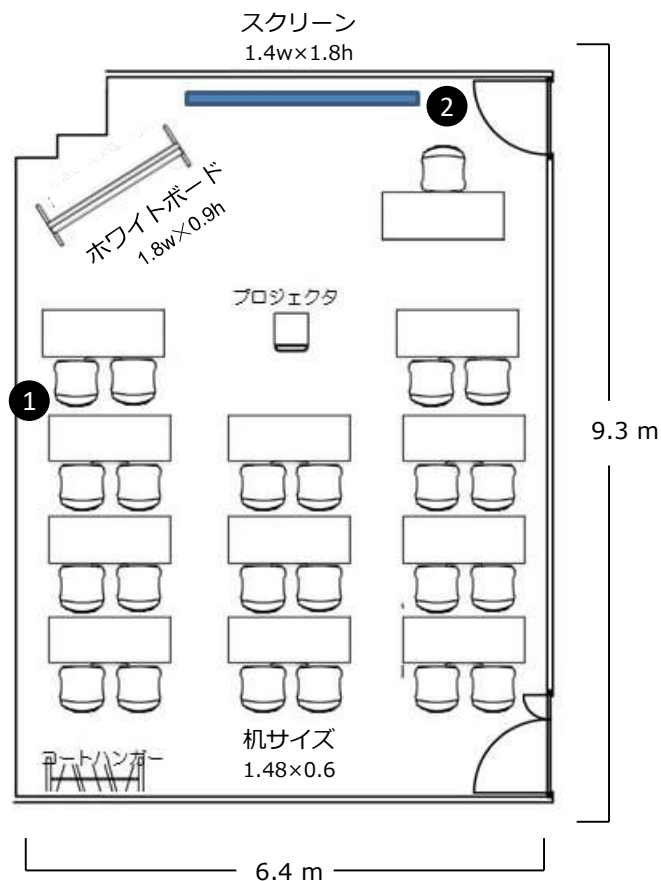 スクリーン
1.4w×1.8h
2
ホワイトボード
1.8w×0.9h
プロジェクタ
1
9.3 m
机サイズ
1.48×0.6
コートハンガー
6.4 m